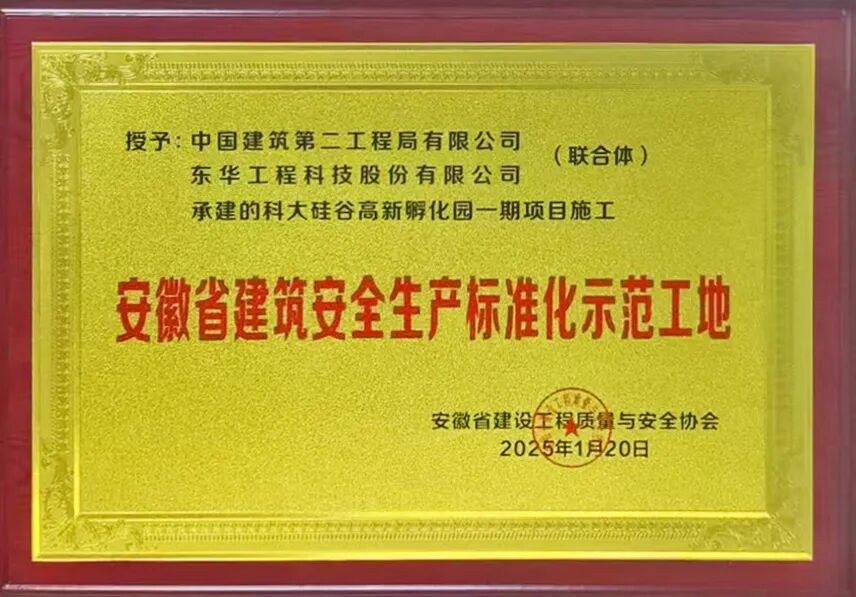 授予：中国建筑第二工程局有限公司
东华工程科技股份有限公司
（联合体）
承建的科大硅谷高新孵化园一期项目施工
安徽省建筑安全生产标准化示范工地
安徽省建设工程质量与安全协会
2025年1月20日